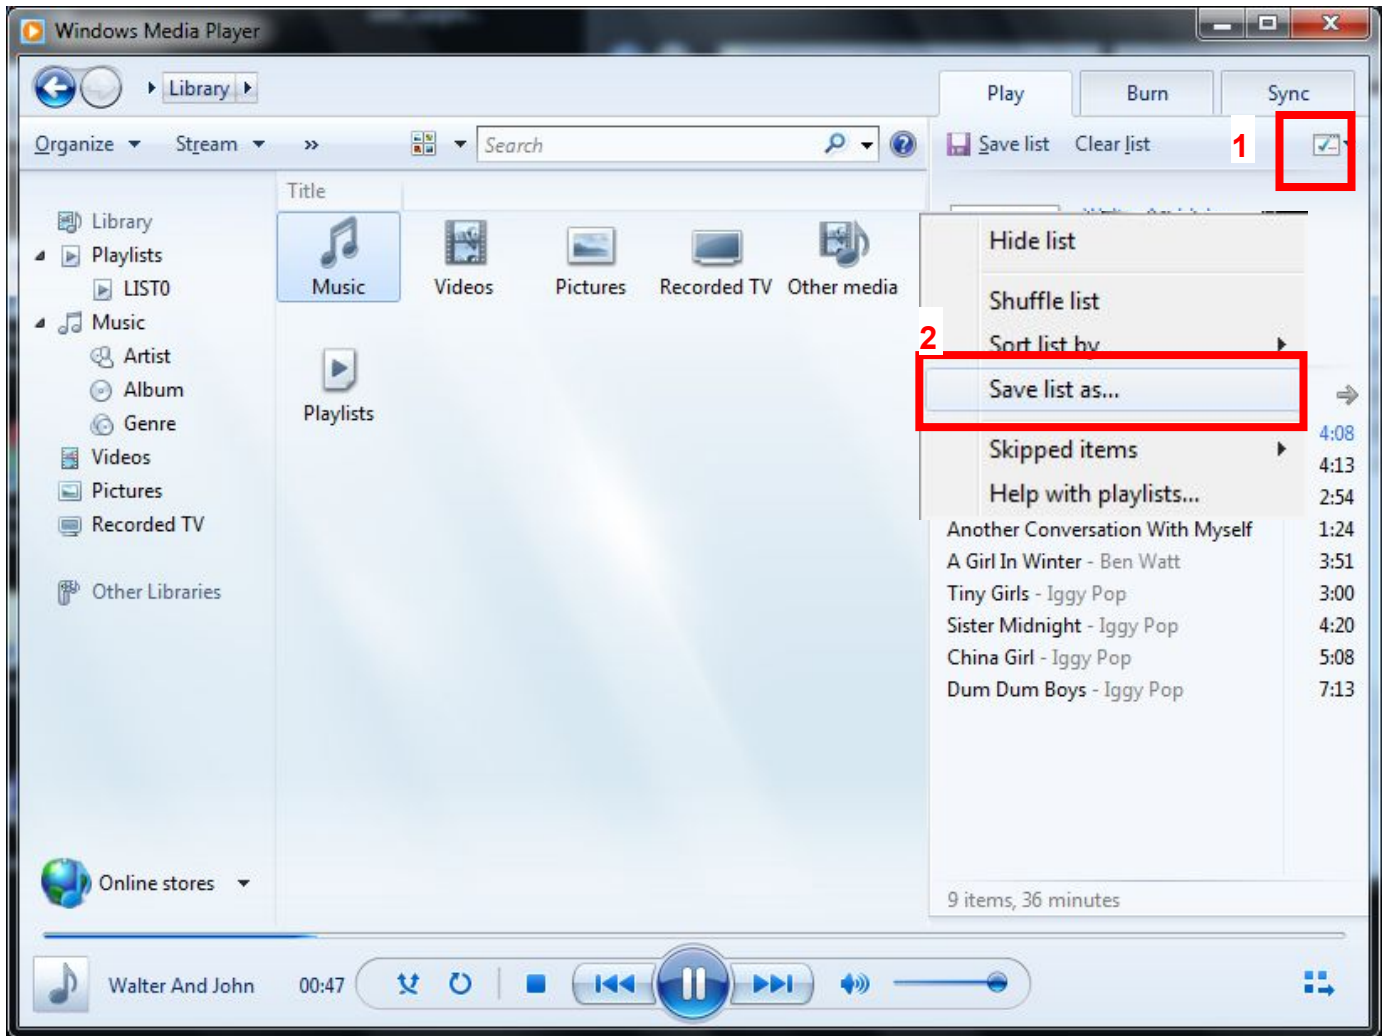 Windows Media Player
Library
Play
Burn
Sync
Organize
Stream
»
Search
Save list
Clear list
1
Title
Library
Playlists
LIST0
Music
Artist
Album
Genre
Videos
Pictures
Recorded TV
Other Libraries
Music
Videos
Pictures
Recorded TV
Other media
Playlists
Hide list
Shuffle list
2
Sort list by
Save list as...
Skipped items
Help with playlists...
4:08
4:13
2:54
Another Conversation With Myself 1:24
A Girl In Winter - Ben Watt 3:51
Tiny Girls - Iggy Pop 3:00
Sister Midnight - Iggy Pop 4:20
China Girl - Iggy Pop 5:08
Dum Dum Boys - Iggy Pop 7:13
Online stores
9 items, 36 minutes
Walter And John 00:47